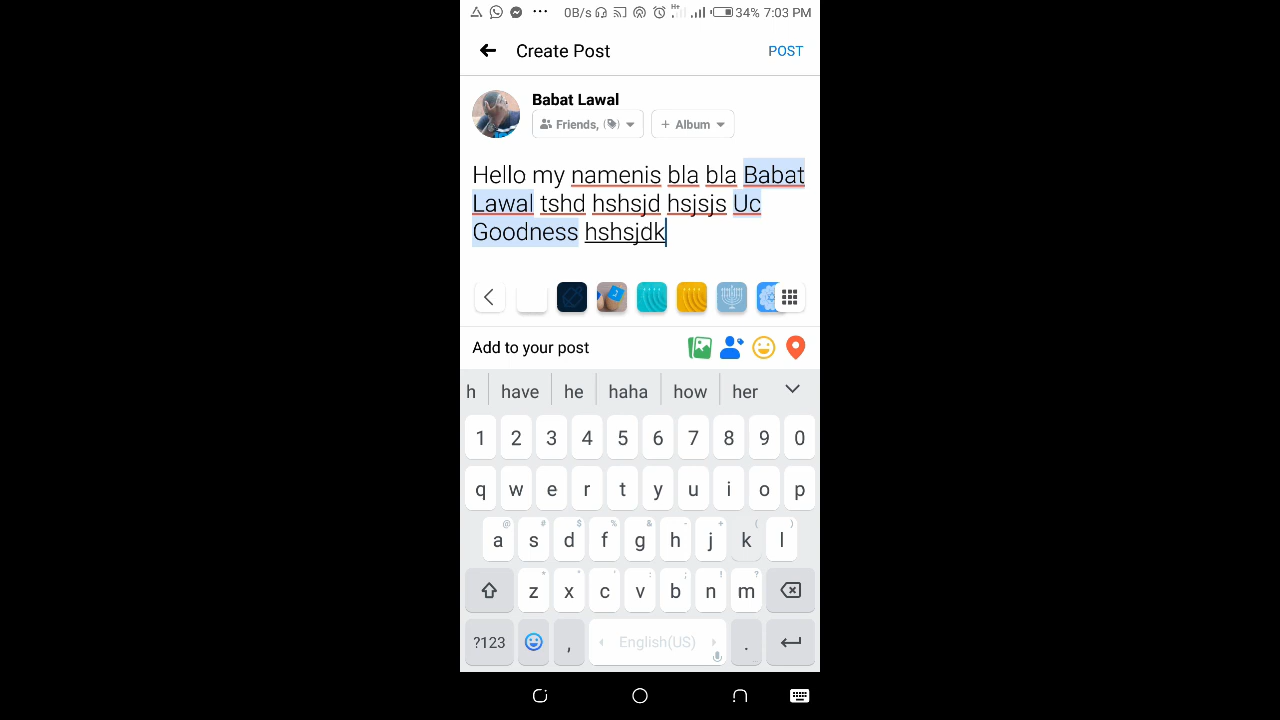 0B/s H+ 34% 7:03 PM
Create Post POST
Babat Lawal
Friends, + Album
Hello my namenis bla bla Babat
Lawal tshd hshsjd hsjsjs Uc
Goodness hshsjdk
Add to your post
h have he haha how her
1 2 3 4 5 6 7 8 9 0
q w e r t y u i o p
@ # $ % & - + ( )
a s d f g h j k l
* " ' : ; ! ?
z x c v b n m
?123 , English(US) .